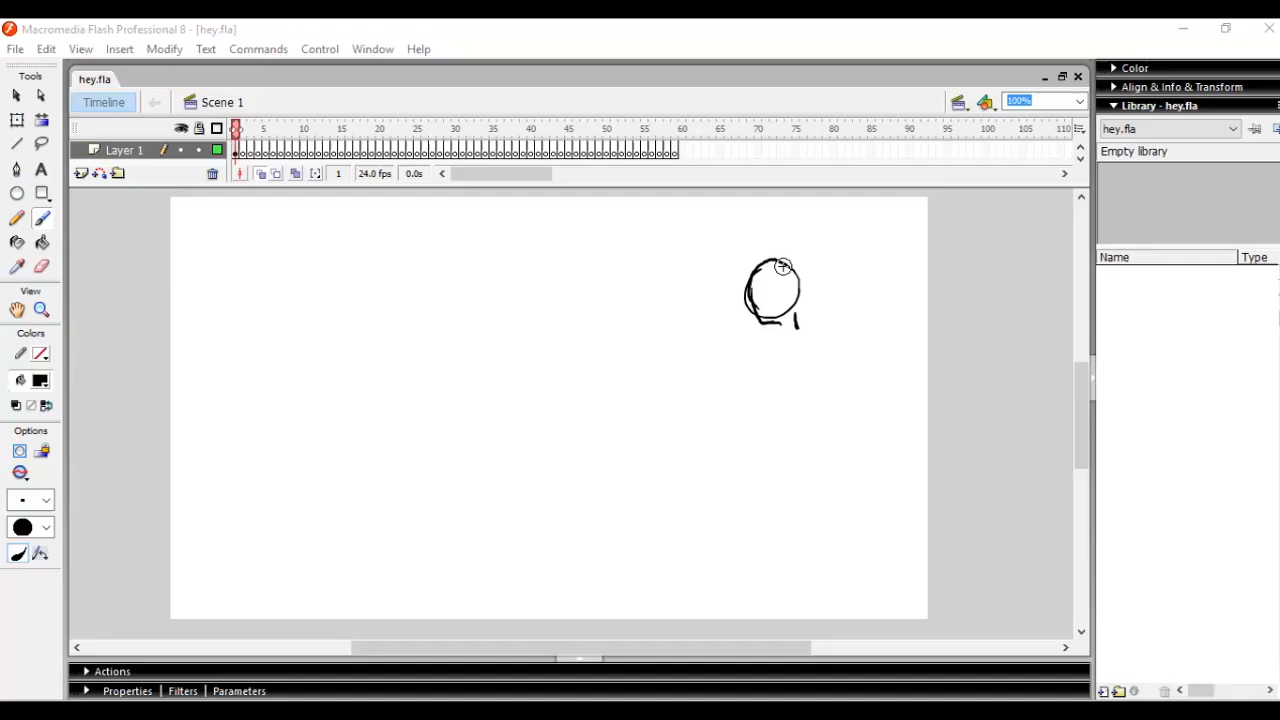 Macromedia Flash Professional 8 - [hey.fla]
File Edit View Insert Modify Text Commands Control Window Help
Tools
hey.fla
Color
Align & Info & Transform
Library - hey.fla
Timeline Scene 1 100%
hey.fla
5 10 15 20 25 30 35 40 45 50 55 60 65 70 75 80 85 90 95 100 105 110
Layer 1
Empty library
1 24.0 fps 0.0s
A
Name Type
View
Colors
Options
Actions
Properties Filters Parameters